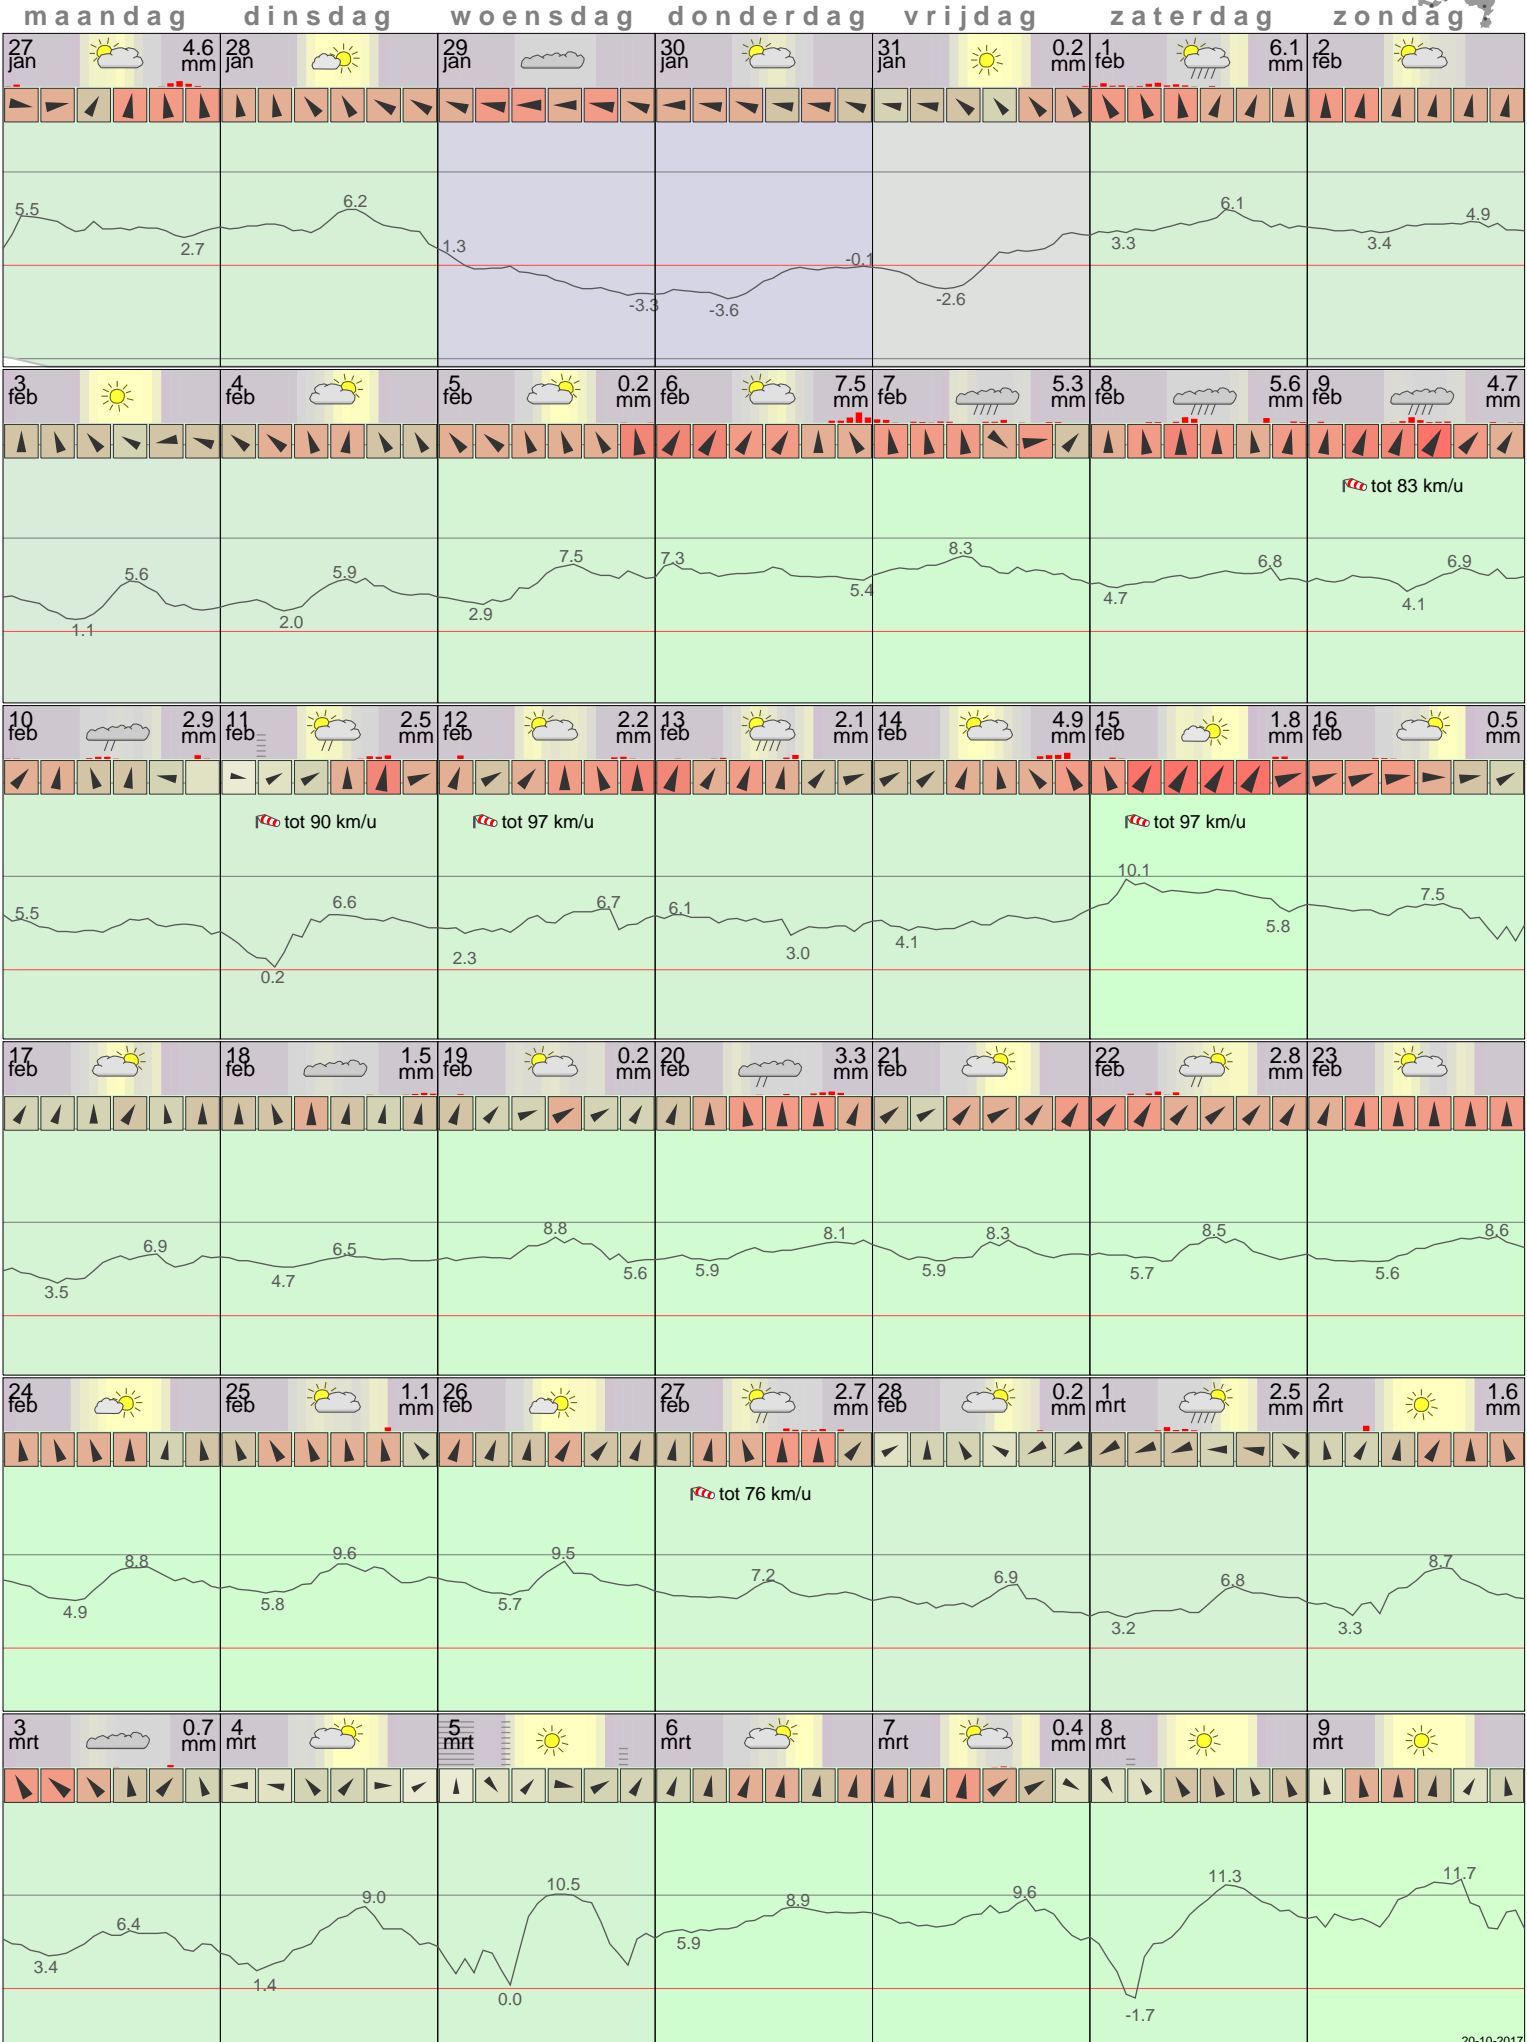 maandag dinsdag woensdag donderdag vrijdag zaterdag zondag
27 jan 4.6 mm 28 jan 29 jan 30 jan 31 jan 0.2 mm 1 feb 6.1 mm 2 feb
5.5 2.7 6.2 1.3 -3.3 -3.6 -0.1 -2.6 3.3 6.1 3.4 4.9
3 feb 4 feb 5 feb 0.2 mm 6 feb 7.5 mm 7 feb 5.3 mm 8 feb 5.6 mm 9 feb 4.7 mm
tot 83 km/u
1.1 5.6 2.0 5.9 2.9 7.5 7.3 5.4 8.3 4.7 6.8 4.1 6.9
10 feb 2.9 mm 11 feb 2.5 mm 12 feb 2.2 mm 13 feb 2.1 mm 14 feb 4.9 mm 15 feb 1.8 mm 16 feb 0.5 mm
tot 90 km/u tot 97 km/u tot 97 km/u
5.5 0.2 6.6 2.3 6.7 6.1 3.0 4.1 10.1 5.8 7.5
17 feb 18 feb 1.5 mm 19 feb 0.2 mm 20 feb 3.3 mm 21 feb 22 feb 2.8 mm 23 feb
3.5 6.9 4.7 6.5 8.8 5.6 5.9 8.1 5.9 8.3 5.7 8.5 5.6 8.6
24 feb 25 feb 1.1 mm 26 feb 27 feb 2.7 mm 28 feb 0.2 mm 1 mrt 2.5 mm 2 mrt 1.6 mm
tot 76 km/u
4.9 8.8 5.8 9.6 5.7 9.5 7.2 6.9 3.2 6.8 3.3 8.7
3 mrt 0.7 mm 4 mrt 5 mrt 6 mrt 7 mrt 0.4 mm 8 mrt 9 mrt
3.4 6.4 1.4 9.0 0.0 10.5 5.9 8.9 9.6 -1.7 11.3 11.7
20-10-2017